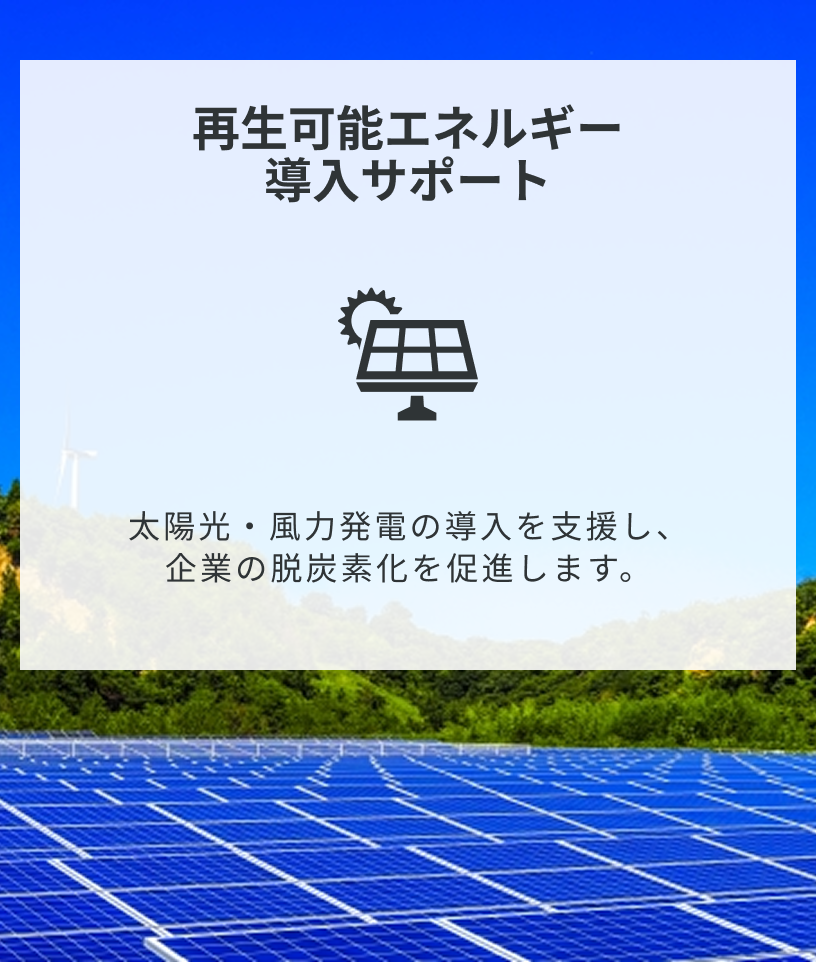 再生可能エネルギー
導入サポート
太陽光・風力発電の導入を支援し、
企業の脱炭素化を促進します。